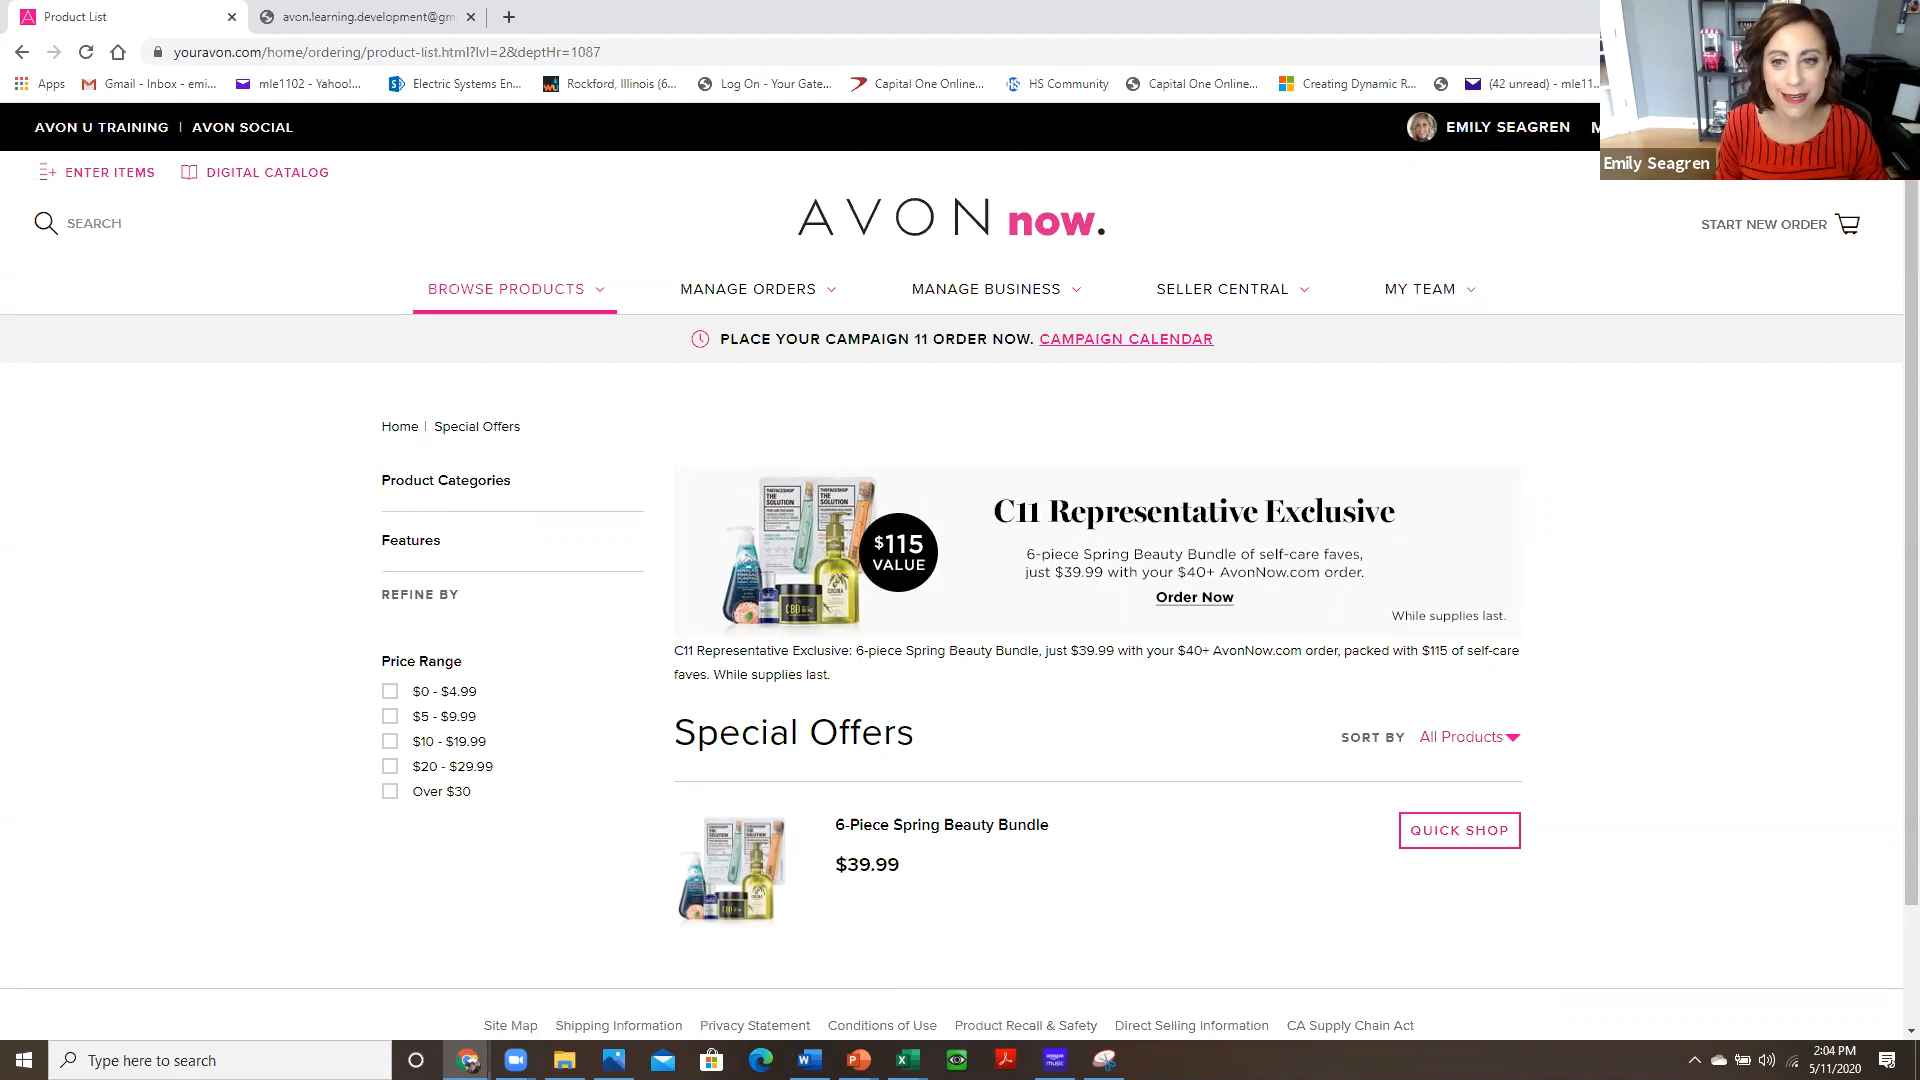 Product List
avon.learning.development@gm
youravon.com/home/ordering/product-list.html?lvl=2&deptHr=1087
Apps
Gmail - Inbox - emi...
mle1102 - Yahoo!...
Electric Systems En...
Rockford, Illinois (6...
Log On - Your Gate...
Capital One Online...
HS Community
Capital One Online...
Creating Dynamic R...
(42 unread) - mle11...
AVON U TRAINING | AVON SOCIAL
EMILY SEAGREN
Emily Seagren
ENTER ITEMS
DIGITAL CATALOG
SEARCH
AVON now.
START NEW ORDER
BROWSE PRODUCTS
MANAGE ORDERS
MANAGE BUSINESS
SELLER CENTRAL
MY TEAM
PLACE YOUR CAMPAIGN 11 ORDER NOW. CAMPAIGN CALENDAR
Home | Special Offers
Product Categories
Features
REFINE BY
Price Range
$0 - $4.99
$5 - $9.99
$10 - $19.99
$20 - $29.99
Over $30
THEFACESHOP
THE
SOLUTION
THEFACESHOP
THE
SOLUTION
CBD
$115
VALUE
C11 Representative Exclusive
6-piece Spring Beauty Bundle of self-care faves,
just $39.99 with your $40+ AvonNow.com order.
Order Now
While supplies last.
C11 Representative Exclusive: 6-piece Spring Beauty Bundle, just $39.99 with your $40+ AvonNow.com order, packed with $115 of self-care
faves. While supplies last.
Special Offers
SORT BY All Products
6-Piece Spring Beauty Bundle
$39.99
QUICK SHOP
Site Map
Shipping Information
Privacy Statement
Conditions of Use
Product Recall & Safety
Direct Selling Information
CA Supply Chain Act
Type here to search
2:04 PM
5/11/2020